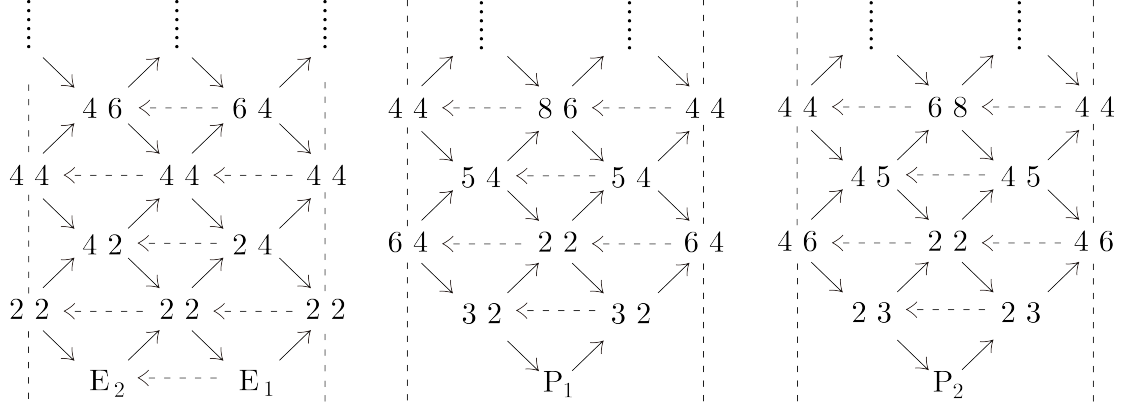 4 6 6 4 4 4 8 6 4 4 4 4 6 8 4 4
4 4 4 4 4 4 5 4 5 4 4 5 4 5
4 2 2 4 6 4 2 2 6 4 4 6 2 2 4 6
2 2 2 2 2 2 3 2 3 2 2 3 2 3
E₂ E₁ P₁ P₂